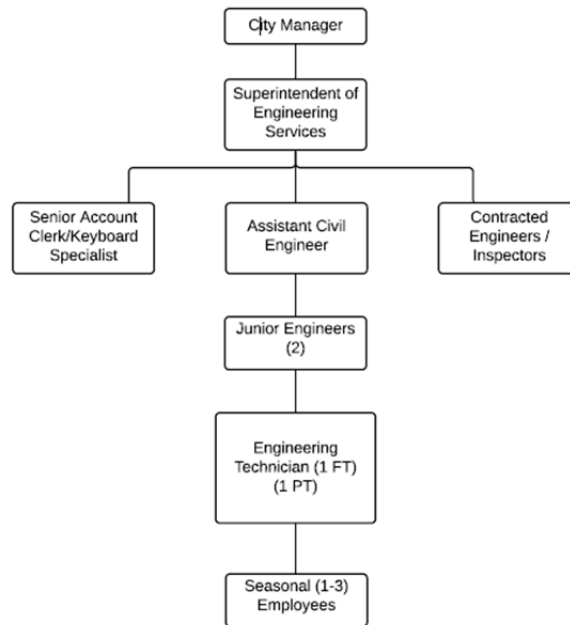 City Manager
Superintendent of
Engineering
Services
Senior Account
Clerk/Keyboard
Specialist
Assistant Civil
Engineer
Contracted
Engineers /
Inspectors
Junior Engineers
(2)
Engineering
Technician (1 FT)
(1 PT)
Seasonal (1-3)
Employees